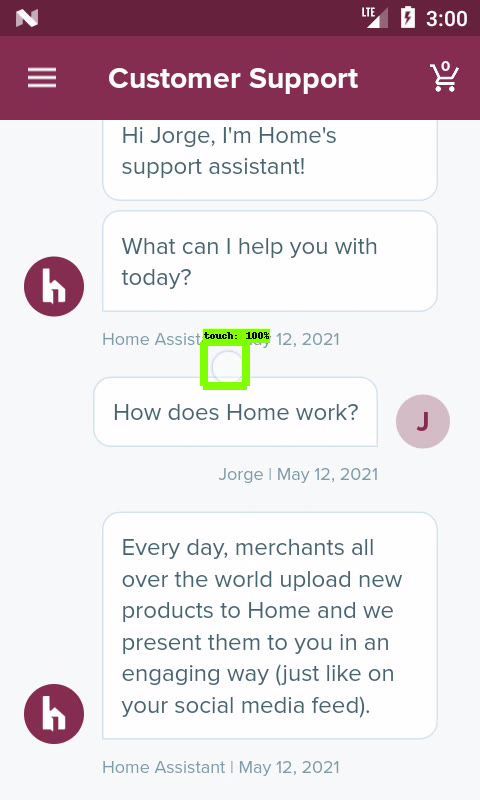 LTE 3:00
Customer Support
0
Hi Jorge, I'm Home's
support assistant!
What can I help you with
today?
h
touch: 100%
Home Assist ay 12, 2021
How does Home work?
J
Jorge | May 12, 2021
Every day, merchants all
over the world upload new
products to Home and we
present them to you in an
engaging way (just like on
your social media feed).
h
Home Assistant | May 12, 2021